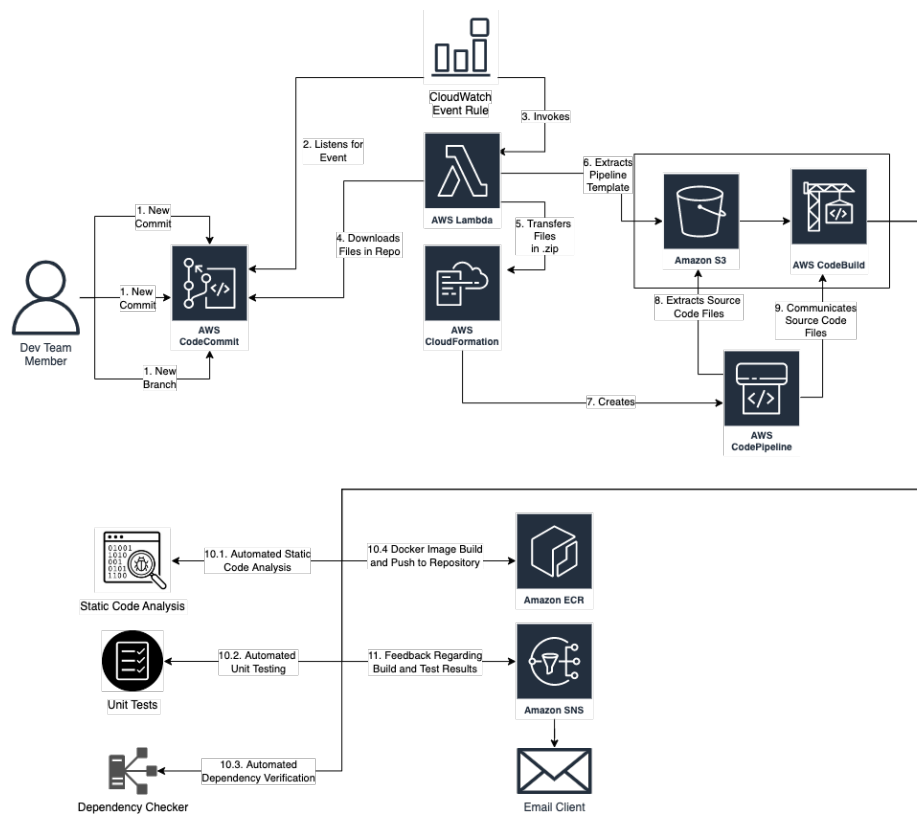 CloudWatch
Event Rule
2. Listens for
Event
3. Invokes
AWS Lambda
6. Extracts
Pipeline
Template
1. New
Commit
4. Downloads
Files in Repo
5. Transfers
Files
in .zip
Amazon S3
AWS CodeBuild
1. New
Commit
AWS
CodeCommit
AWS
CloudFormation
8. Extracts Source
Code Files
9. Communicates
Source Code
Files
Dev Team
Member
1. New
Branch
7. Creates
AWS
CodePipeline
01001
1010
001
0101
1100
10.1. Automated Static
Code Analysis
10.4 Docker Image Build
and Push to Repository
Static Code Analysis
Amazon ECR
10.2. Automated
Unit Testing
11. Feedback Regarding
Build and Test Results
Unit Tests
Amazon SNS
10.3. Automated
Dependency Verification
Dependency Checker
Email Client